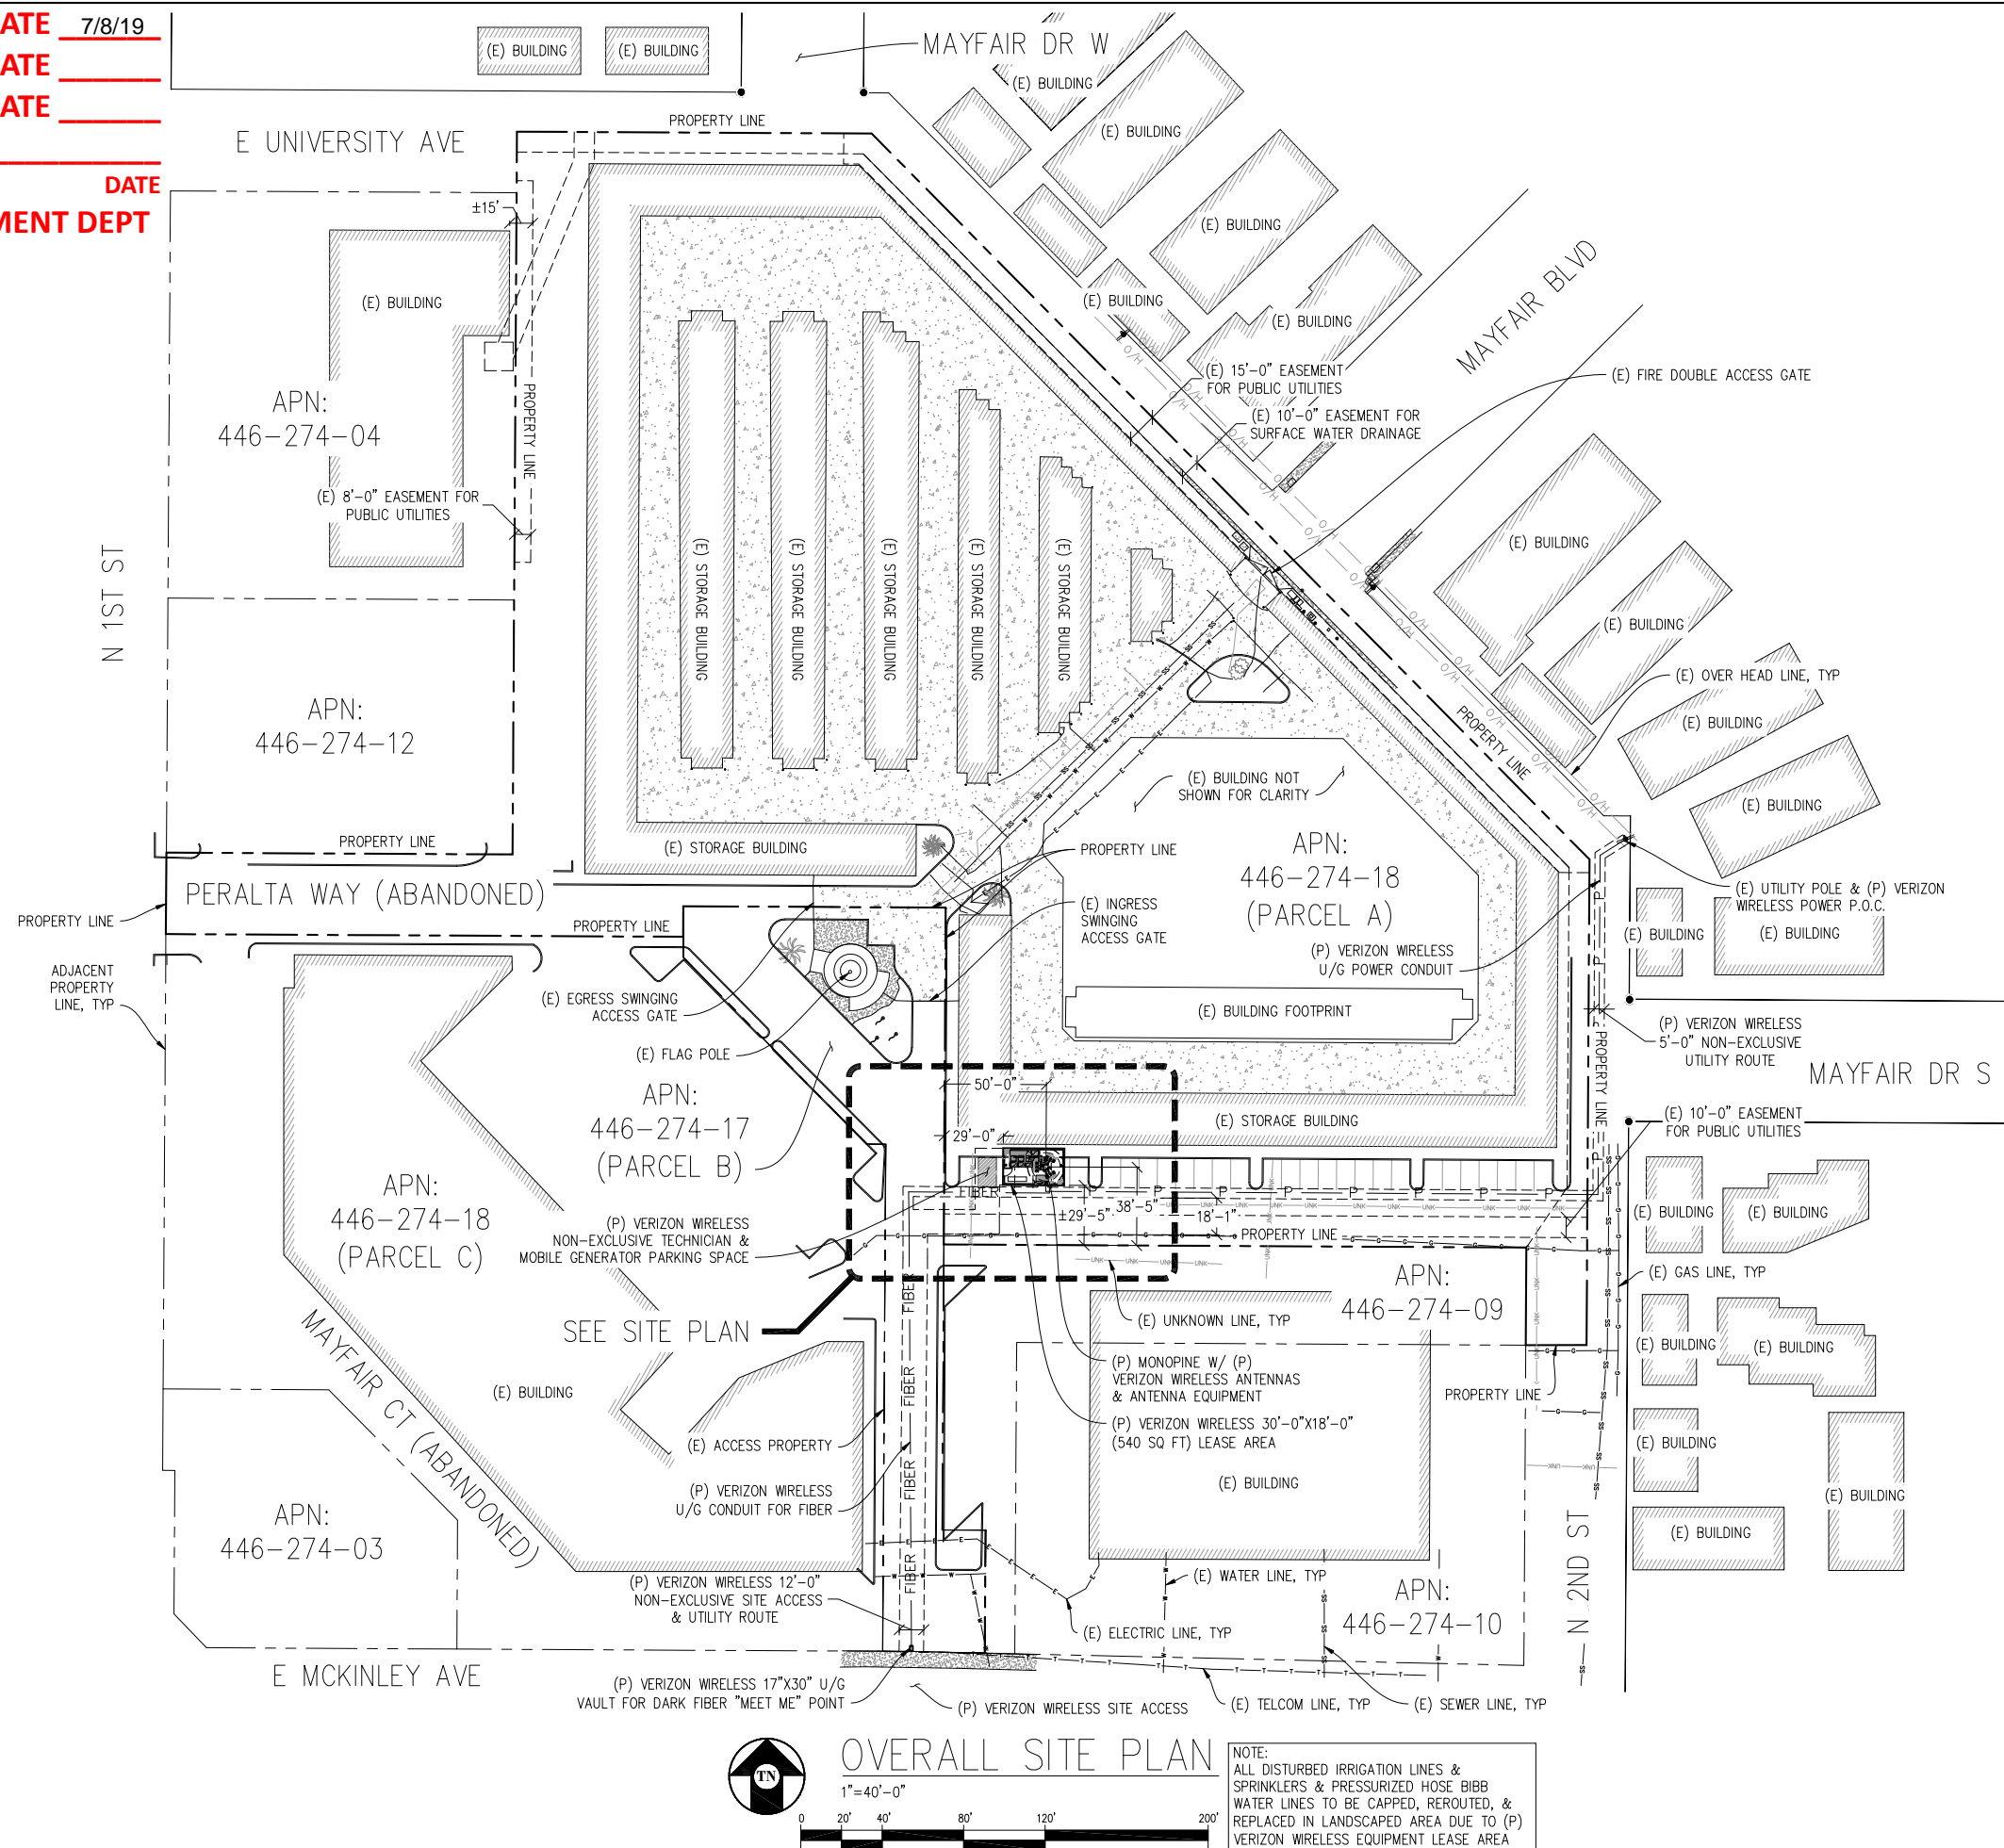 ATE 7/8/19
ATE
ATE
DATE
MENT DEPT
(E) BUILDING
(E) BUILDING
MAYFAIR DR W
(E) BUILDING
(E) BUILDING
E UNIVERSITY AVE
PROPERTY LINE
±15'
(E) BUILDING
(E) BUILDING
(E) BUILDING
(E) BUILDING
MAYFAIR BLVD
(E) 15'-0" EASEMENT
FOR PUBLIC UTILITIES
(E) FIRE DOUBLE ACCESS GATE
(E) 10'-0" EASEMENT FOR
SURFACE WATER DRAINAGE
APN:
446-274-04
PROPERTY LINE
(E) 8'-0" EASEMENT FOR
PUBLIC UTILITIES
N 1ST ST
(E) STORAGE BUILDING
(E) STORAGE BUILDING
(E) STORAGE BUILDING
(E) STORAGE BUILDING
(E) STORAGE BUILDING
(E) BUILDING
(E) BUILDING
(E) OVER HEAD LINE, TYP
(E) BUILDING
PROPERTY LINE
APN:
446-274-12
(E) BUILDING NOT
SHOWN FOR CLARITY
(E) BUILDING
PROPERTY LINE
(E) STORAGE BUILDING
PROPERTY LINE
APN:
446-274-18
(PARCEL A)
PERALTA WAY (ABANDONED)
(E) UTILITY POLE & (P) VERIZON
WIRELESS POWER P.O.C.
PROPERTY LINE
PROPERTY LINE
(E) INGRESS
SWINGING
ACCESS GATE
(E) BUILDING
(E) BUILDING
(P) VERIZON WIRELESS
U/G POWER CONDUIT
ADJACENT
PROPERTY
LINE, TYP
(E) EGRESS SWINGING
ACCESS GATE
(E) BUILDING FOOTPRINT
(P) VERIZON WIRELESS
5'-0" NON-EXCLUSIVE
UTILITY ROUTE
PROPERTY LINE
(E) FLAG POLE
MAYFAIR DR S
50'-0"
APN:
446-274-17
(PARCEL B)
(E) STORAGE BUILDING
(E) 10'-0" EASEMENT
FOR PUBLIC UTILITIES
29'-0"
APN:
446-274-18
(PARCEL C)
FIBER
P P P P P P P
(E) BUILDING
(E) BUILDING
±29'-5"
38'-5"
18'-1"
(P) VERIZON WIRELESS
NON-EXCLUSIVE TECHNICIAN &
MOBILE GENERATOR PARKING SPACE
PROPERTY LINE
(E) GAS LINE, TYP
APN:
446-274-09
FIBER
SEE SITE PLAN
(E) UNKNOWN LINE, TYP
(E) BUILDING
(E) BUILDING
MAYFAIR CT (ABANDONED)
(P) MONOPINE W/ (P)
VERIZON WIRELESS ANTENNAS
& ANTENNA EQUIPMENT
FIBER
PROPERTY LINE
(E) BUILDING
(P) VERIZON WIRELESS 30'-0"X18'-0"
(540 SQ FT) LEASE AREA
(E) ACCESS PROPERTY
(E) BUILDING
(E) BUILDING
FIBER
(P) VERIZON WIRELESS
U/G CONDUIT FOR FIBER
(E) BUILDING
APN:
446-274-03
(E) BUILDING
FIBER
(P) VERIZON WIRELESS 12'-0"
NON-EXCLUSIVE SITE ACCESS
& UTILITY ROUTE
(E) WATER LINE, TYP
APN:
446-274-10
N 2ND ST
(E) ELECTRIC LINE, TYP
E MCKINLEY AVE
(P) VERIZON WIRELESS 17"X30" U/G
VAULT FOR DARK FIBER "MEET ME" POINT
(P) VERIZON WIRELESS SITE ACCESS
(E) TELCOM LINE, TYP
(E) SEWER LINE, TYP
TN
OVERALL SITE PLAN
1"=40'-0"
0 20' 40' 80' 120' 200'
NOTE:
ALL DISTURBED IRRIGATION LINES &
SPRINKLERS & PRESSURIZED HOSE BIBB
WATER LINES TO BE CAPPED, REROUTED, &
REPLACED IN LANDSCAPED AREA DUE TO (P)
VERIZON WIRELESS EQUIPMENT LEASE AREA